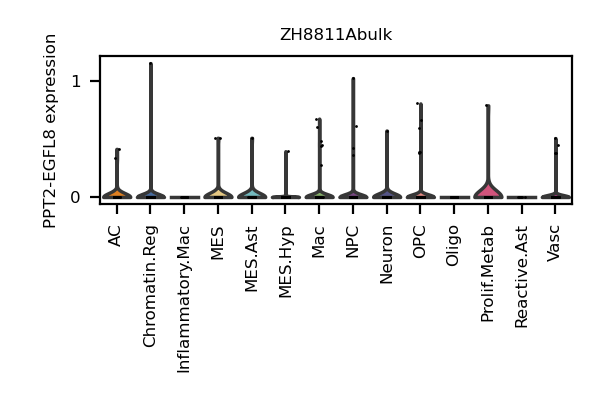 ZH8811Abulk
PPT2-EGFL8 expression
1
0
AC
Chromatin.Reg
Inflammatory.Mac
MES
MES.Ast
MES.Hyp
Mac
NPC
Neuron
OPC
Oligo
Prolif.Metab
Reactive.Ast
Vasc